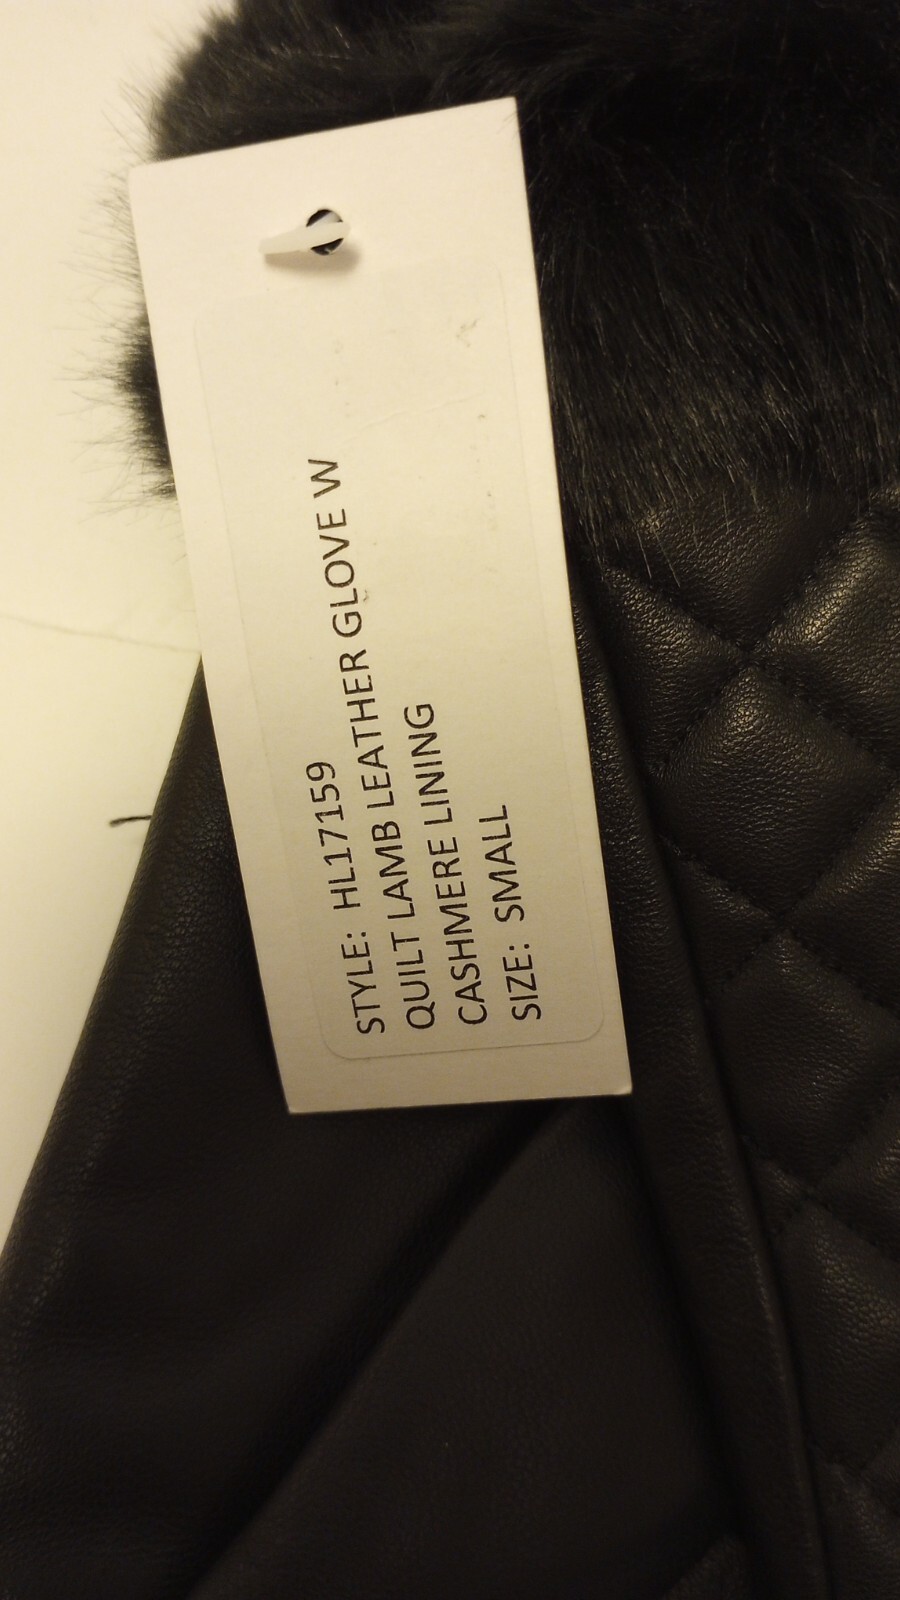 STYLE: HL17159
QUILT LAMB LEATHER GLOVE W
CASHMERE LINING
SIZE: SMALL